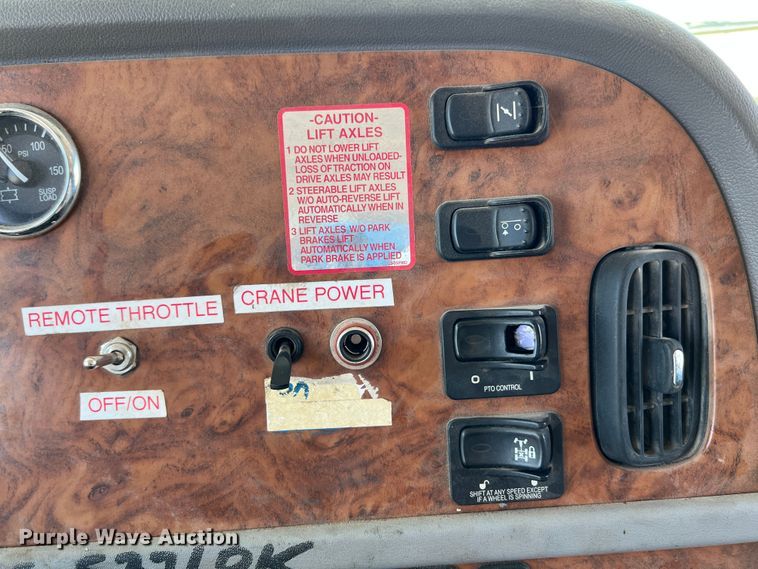 50 100
PSI
150
SUSP
LOAD
-CAUTION-
LIFT AXLES
1 DO NOT LOWER LIFT
AXLES WHEN UNLOADED-
LOSS OF TRACTION ON
DRIVE AXLES MAY RESULT
2 STEERABLE LIFT AXLES
W/O AUTO-REVERSE LIFT
AUTOMATICALLY WHEN IN
REVERSE
3 LIFT AXLES W/O PARK
BRAKES LIFT
AUTOMATICALLY WHEN
PARK BRAKE IS APPLIED
REMOTE THROTTLE
CRANE POWER
OFF/ON
O I
PTO CONTROL
SHIFT AT ANY SPEED EXCEPT
IF A WHEEL IS SPINNING
Purple Wave Auction